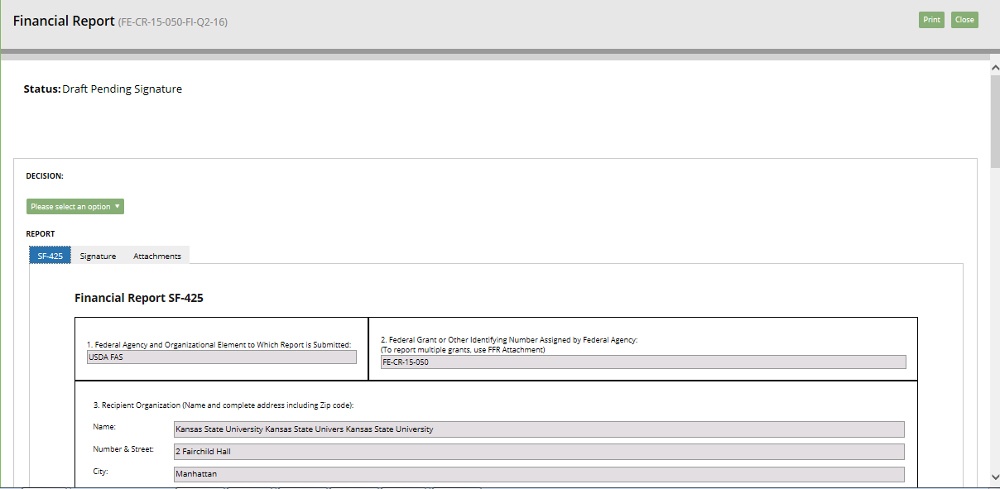 Financial Report (FE-CR-15-050-FI-Q2-16)
Print Close
Status: Draft Pending Signature
DECISION:
Please select an option
REPORT
SF-425 Signature Attachments
Financial Report SF-425
1. Federal Agency and Organizational Element to Which Report is Submitted:
USDA FAS
2. Federal Grant or Other Identifying Number Assigned by Federal Agency:
(To report multiple grants, use FFR Attachment)
FE-CR-15-050
3. Recipient Organization (Name and complete address including Zip code):
Name: Kansas State University Kansas State Univers Kansas State University
Number & Street: 2 Fairchild Hall
City: Manhattan